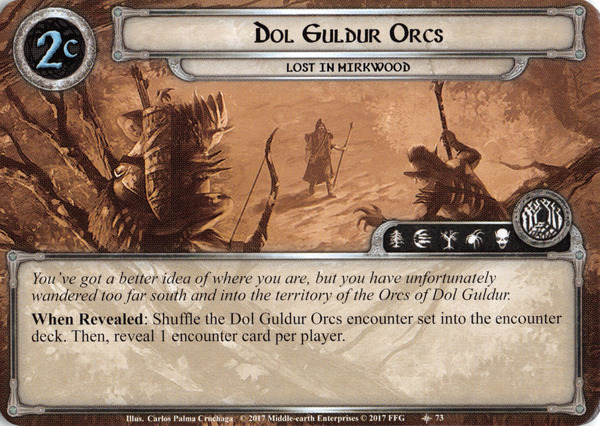 2C
Dol Guldur Orcs
Lost in Mirkwood
You've got a better idea of where you are, but you have unfortunately
wandered too far south and into the territory of the Orcs of Dol Guldur.
When Revealed: Shuffle the Dol Guldur Orcs encounter set into the encounter
deck. Then, reveal 1 encounter card per player.
Illus. Carlos Palma Cruchaga © 2017 Middle-earth Enterprises © 2017 FFG 73